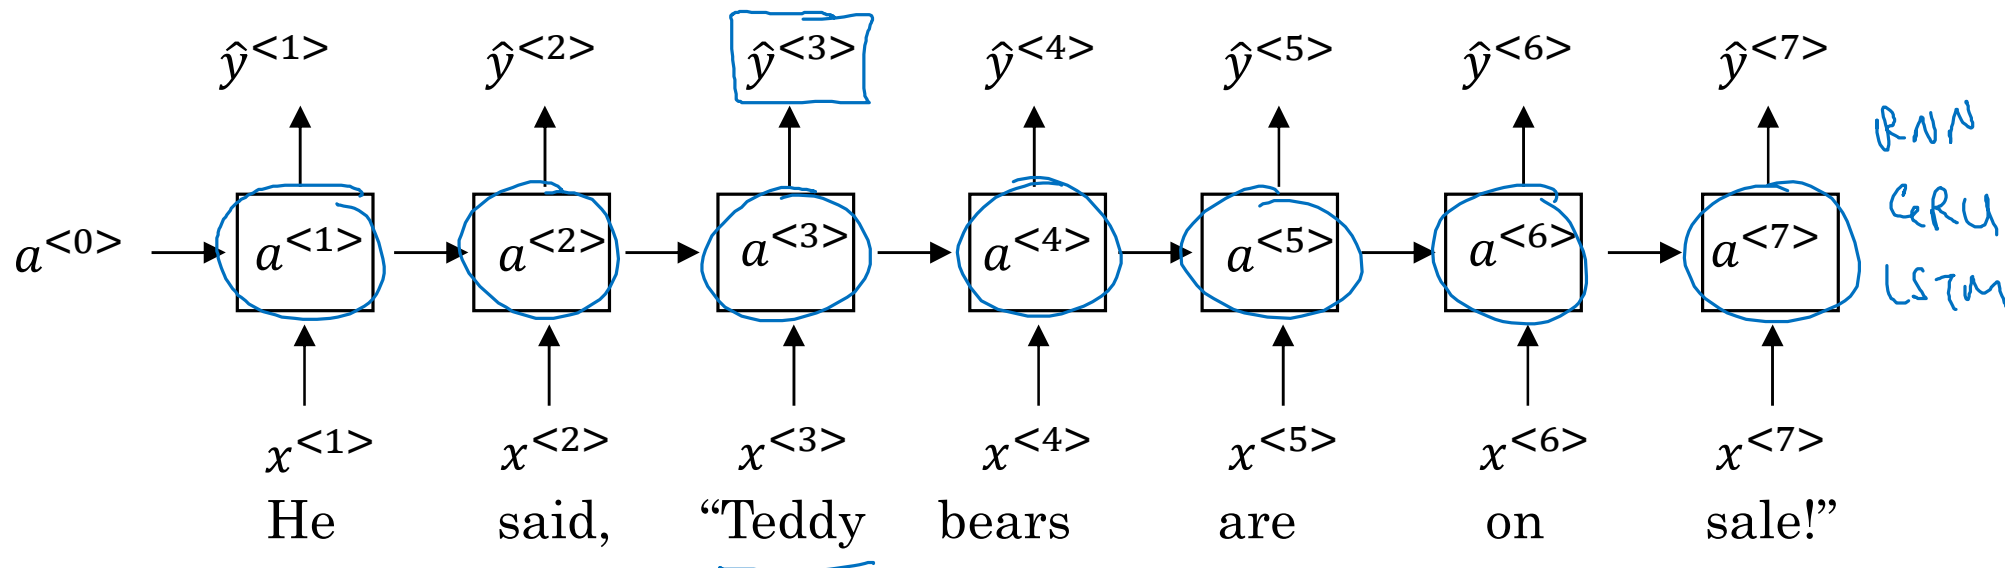 ŷ<1> ŷ<2> ŷ<3> ŷ<4> ŷ<5> ŷ<6> ŷ<7>
RNN
GRU
LSTM
a<0> a<1> a<2> a<3> a<4> a<5> a<6> a<7>
x<1> x<2> x<3> x<4> x<5> x<6> x<7>
He said, “Teddy bears are on sale!”